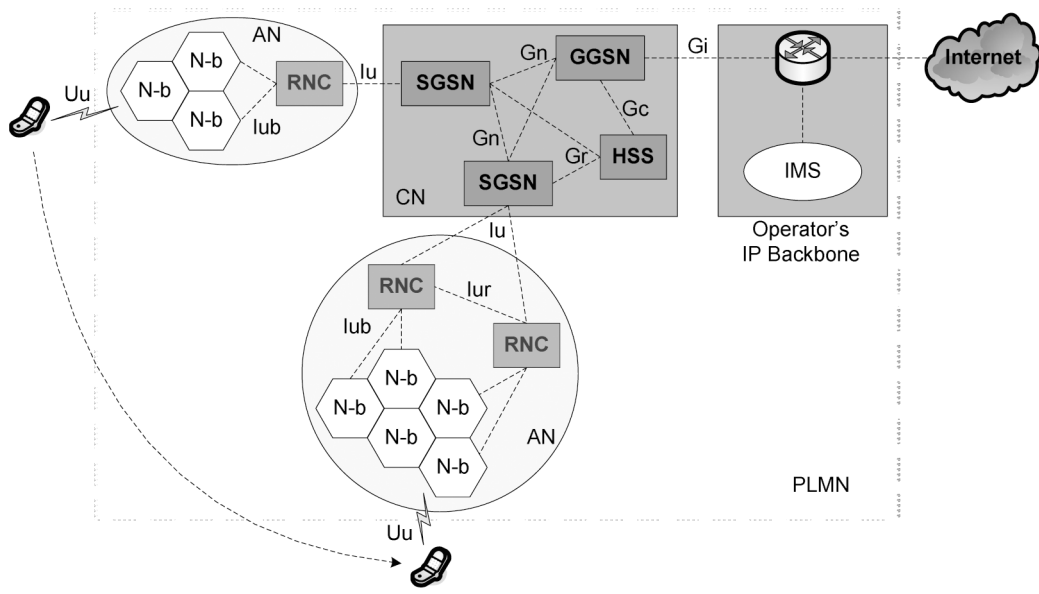 AN
N-b
N-b
N-b
RNC
Iub
Uu
Iu
SGSN
Gn
GGSN
Gc
Gn
Gr
HSS
SGSN
CN
Gi
Internet
IMS
Operator's
IP Backbone
Iu
RNC
Iur
Iub
RNC
N-b
N-b
N-b
N-b
N-b
AN
PLMN
Uu